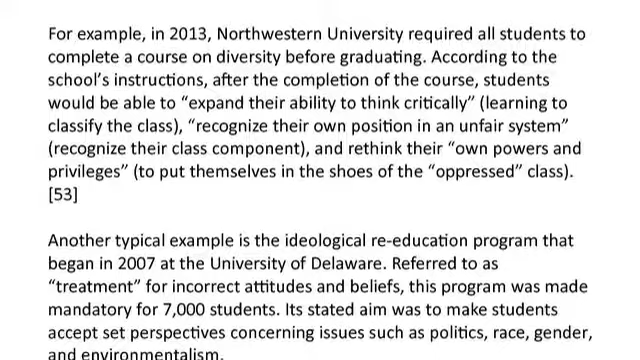 For example, in 2013, Northwestern University required all students to
complete a course on diversity before graduating. According to the
school’s instructions, after the completion of the course, students
would be able to “expand their ability to think critically” (learning to
classify the class), “recognize their own position in an unfair system”
(recognize their class component), and rethink their “own powers and
privileges” (to put themselves in the shoes of the “oppressed” class).
[53]
Another typical example is the ideological re-education program that
began in 2007 at the University of Delaware. Referred to as
“treatment” for incorrect attitudes and beliefs, this program was made
mandatory for 7,000 students. Its stated aim was to make students
accept set perspectives concerning issues such as politics, race, gender,
and environmentalism.